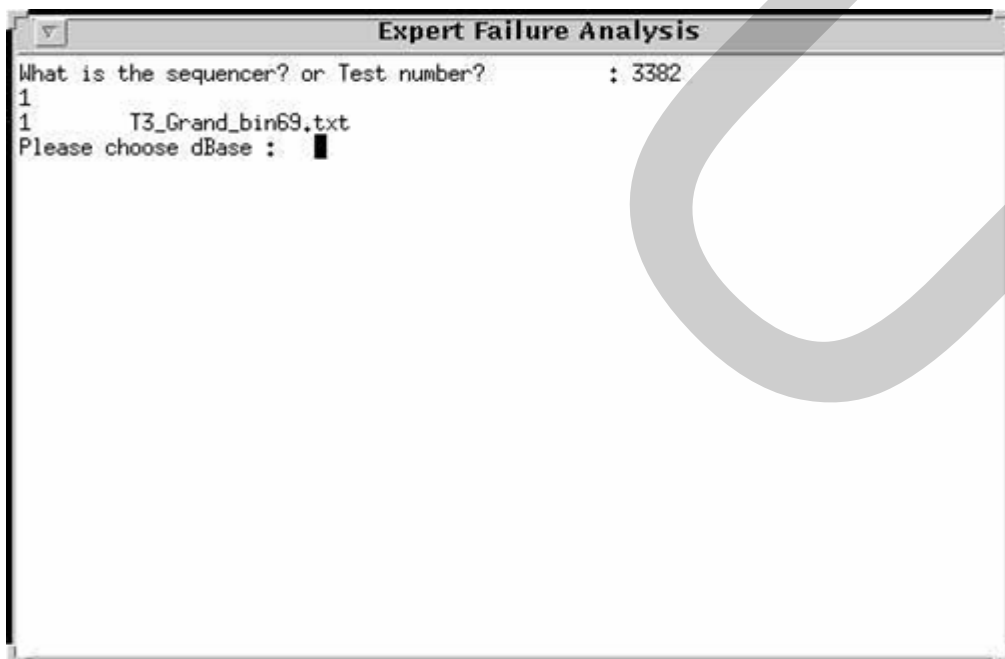 Expert Failure Analysis
What is the sequencer? or Test number? : 3382
1
1 T3_Grand_bin69.txt
Please choose dBase :